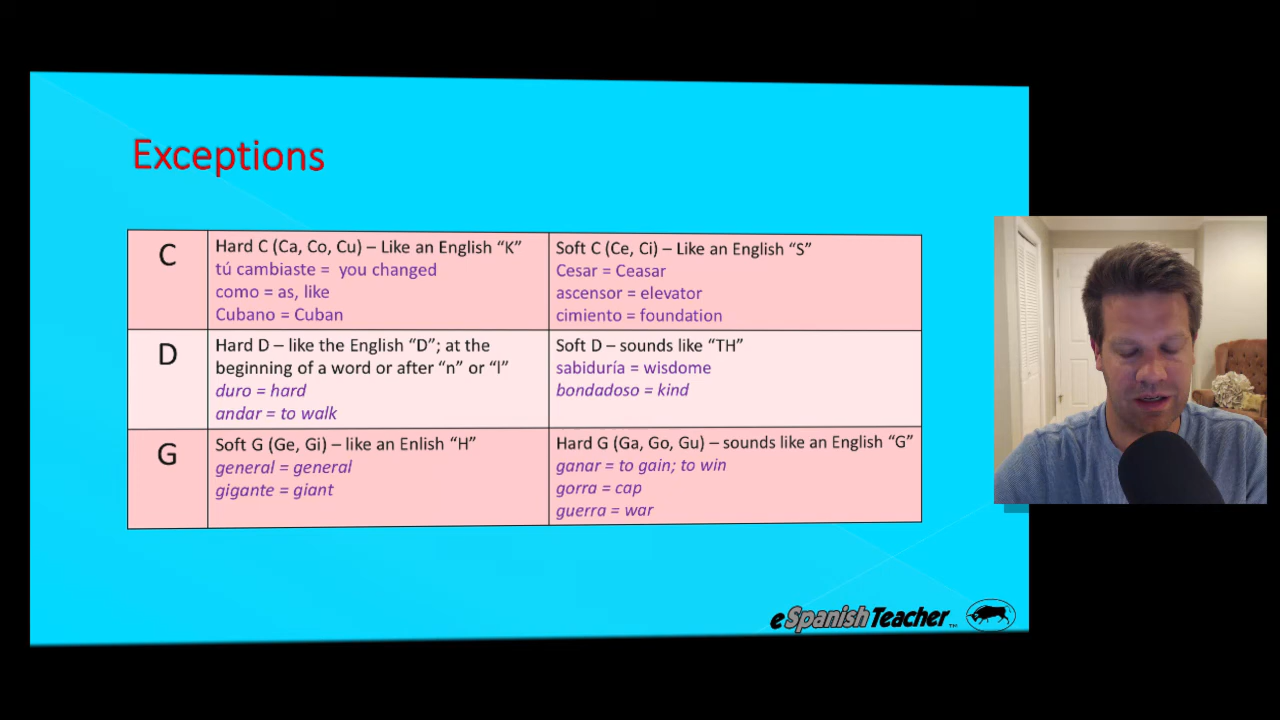 Exceptions
C
Hard C (Ca, Co, Cu) – Like an English “K”
tú cambiaste =  you changed
como = as, like
Cubano = Cuban
Soft C (Ce, Ci) – Like an English “S”
Cesar = Ceasar
ascensor = elevator
cimiento = foundation
D
Hard D – like the English “D”; at the
beginning of a word or after “n” or “l”
duro = hard
andar = to walk
Soft D – sounds like “TH”
sabiduría = wisdome
bondadoso = kind
G
Soft G (Ge, Gi) – like an Enlish “H”
general = general
gigante = giant
Hard G (Ga, Go, Gu) – sounds like an English “G”
ganar = to gain; to win
gorra = cap
guerra = war
eSpanishTeacher™